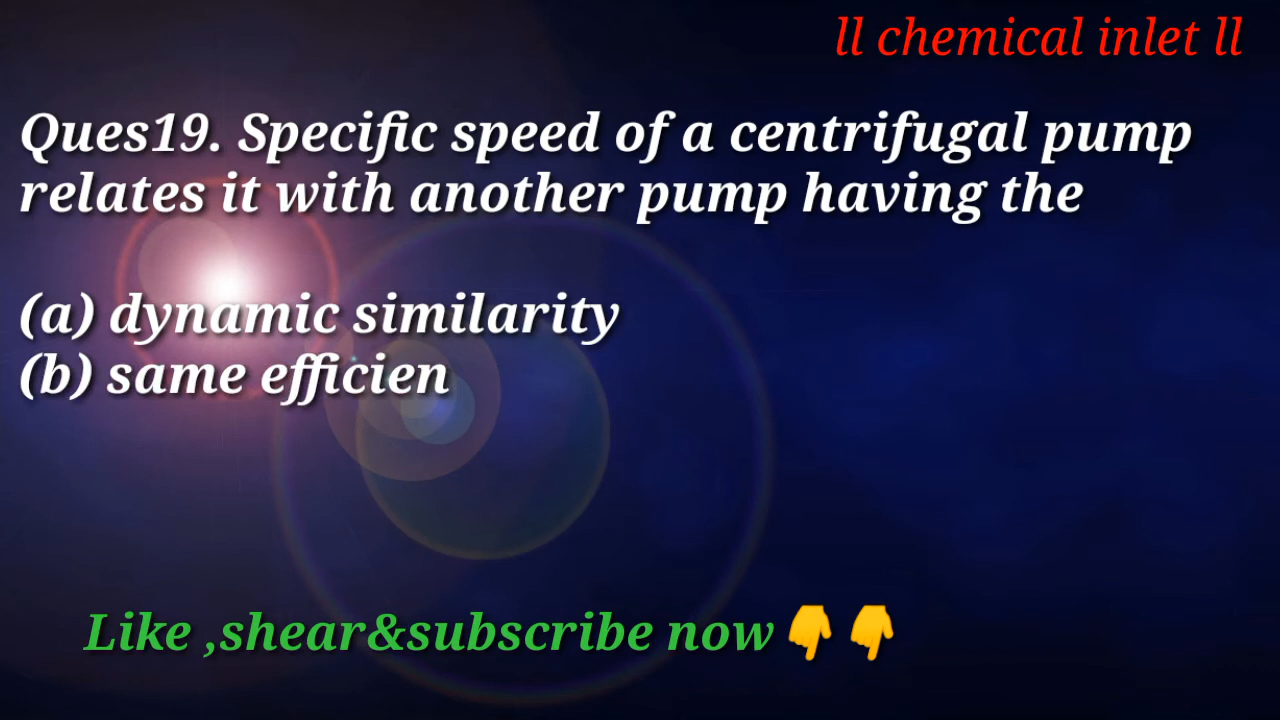 ll chemical inlet ll
Ques19. Specific speed of a centrifugal pump
relates it with another pump having the
(a) dynamic similarity
(b) same efficien
Like ,shear&subscribe now👇👇